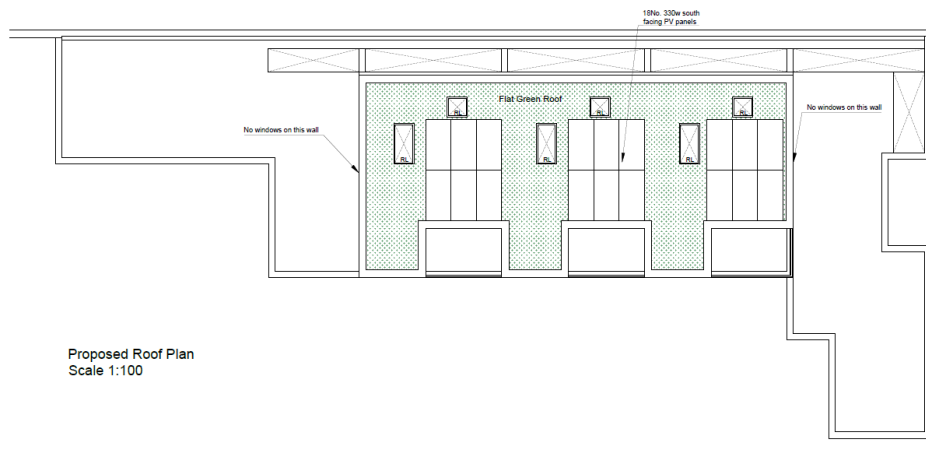 18No. 330w south
facing PV panels
Flat Green Roof
RL
RL
RL
No windows on this wall
No windows on this wall
RL
RL
RL
Proposed Roof Plan
Scale 1:100